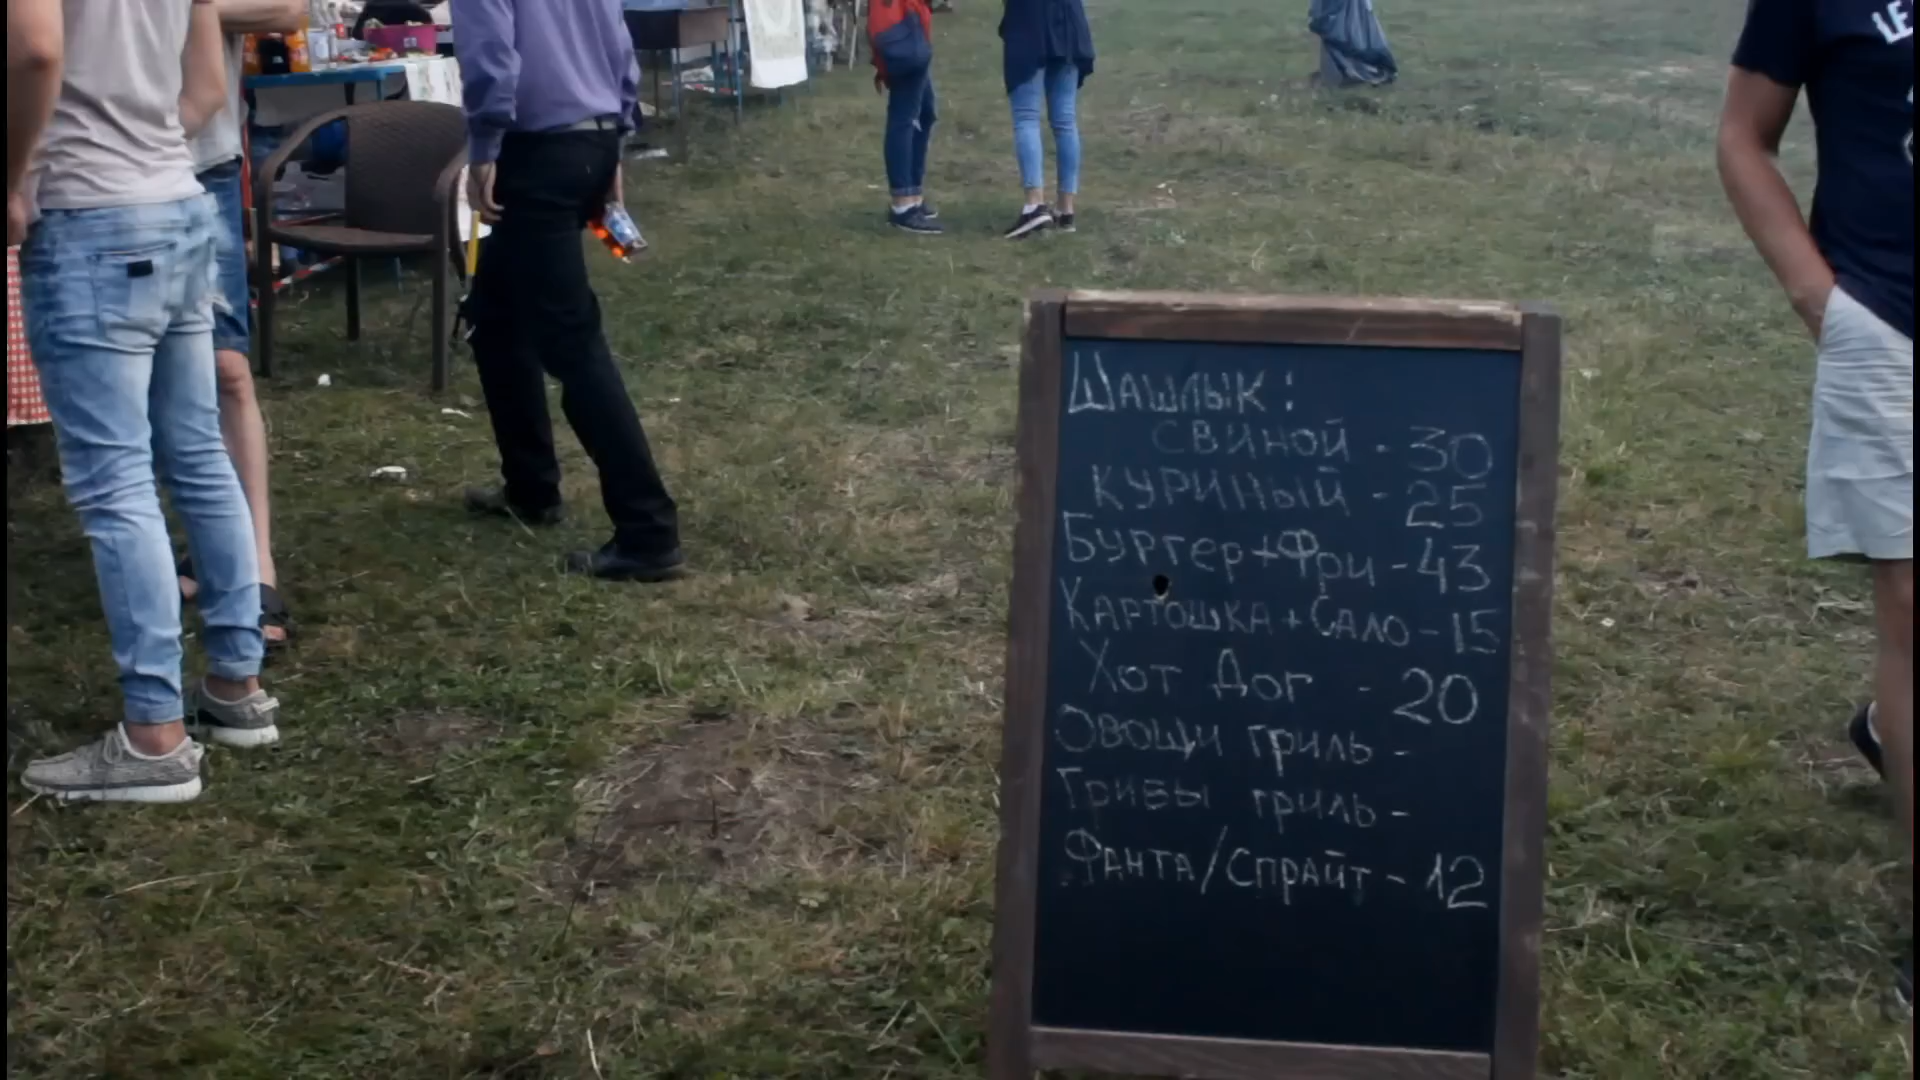 Шашлык:
свиной - 30
куриный - 25
Бургер+Фри - 43
Картошка+Сало - 15
Хот Дог - 20
Овощи гриль -
Грибы гриль -
Фанта/Спрайт - 12